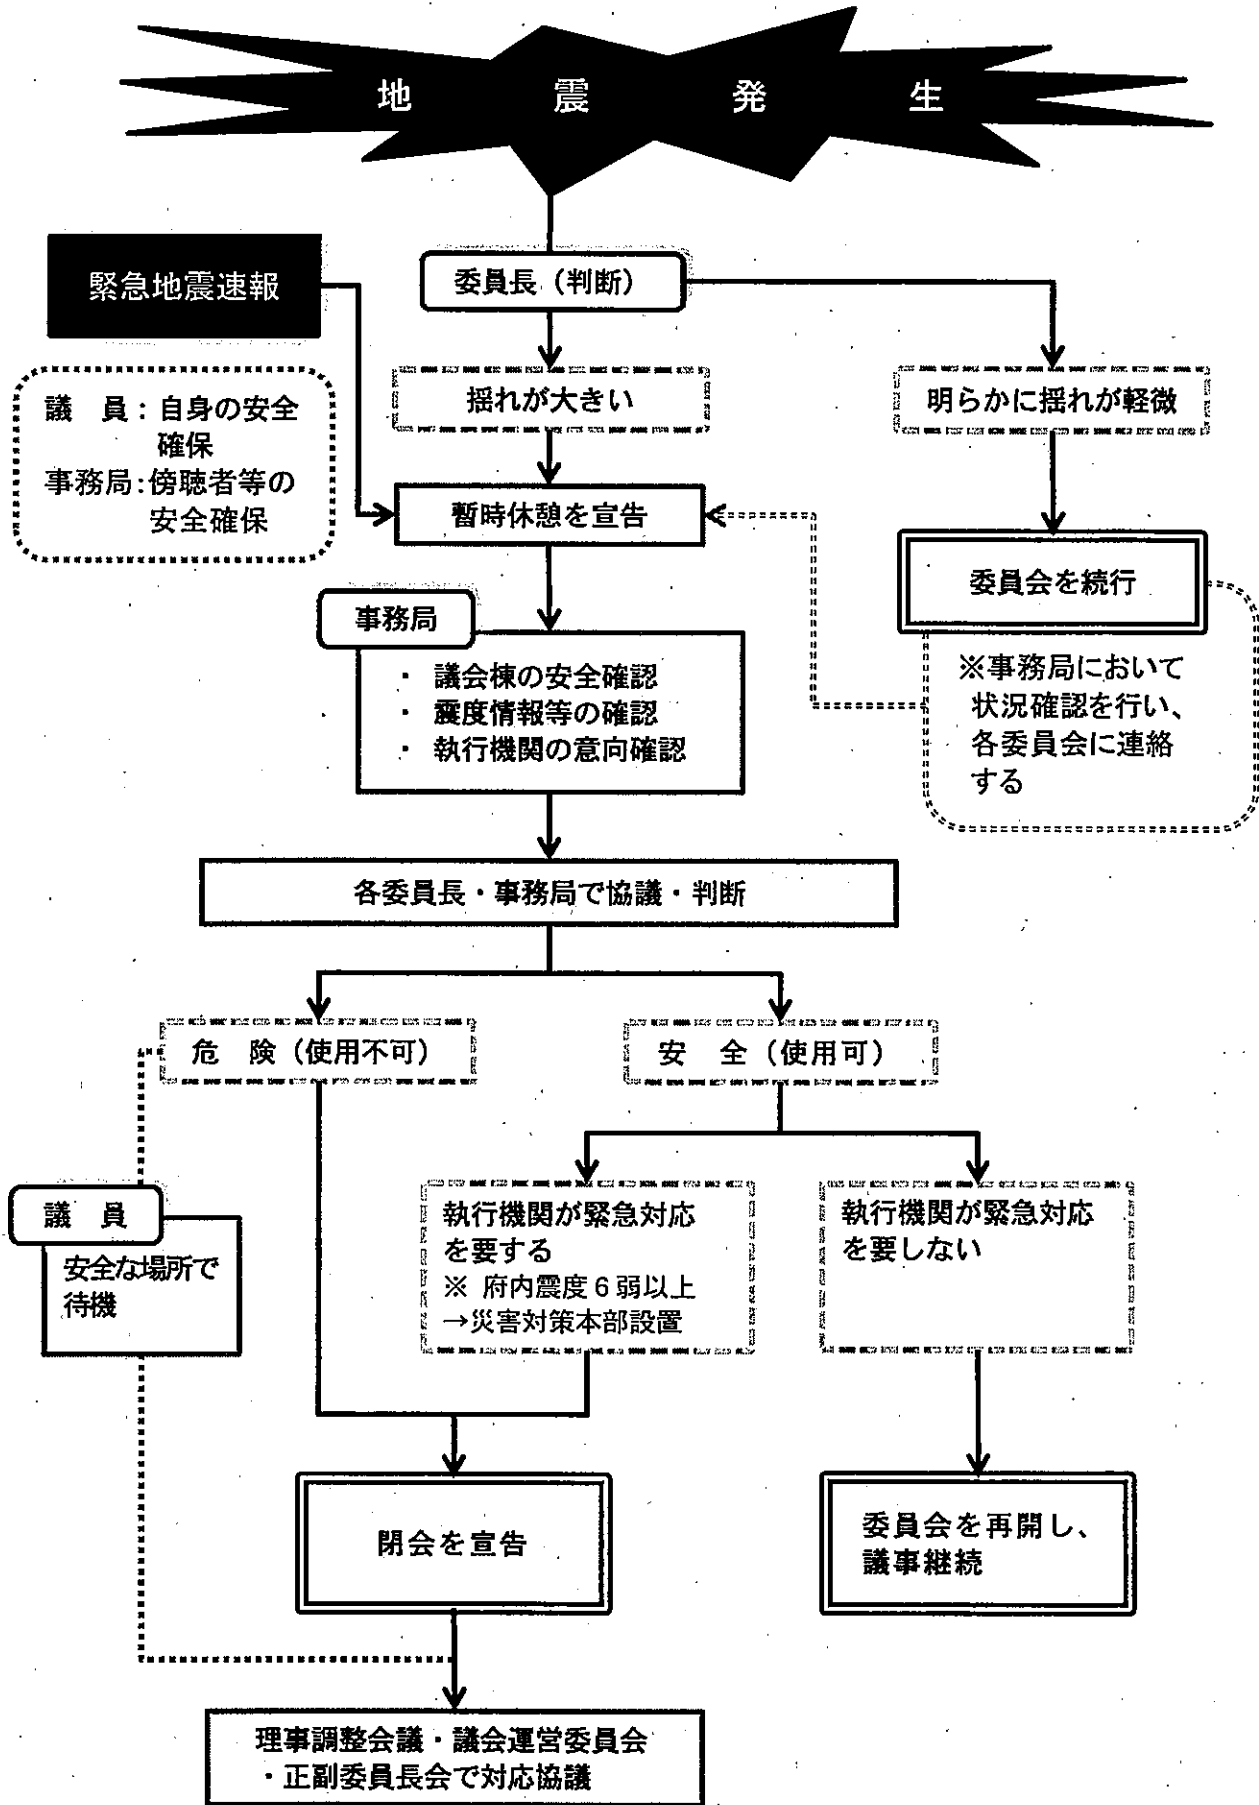 地　震　発　生
緊急地震速報
委員長（判断）
議　員：自身の安全
確保
事務局：傍聴者等の
安全確保
揺れが大きい
明らかに揺れが軽微
暫時休憩を宣告
委員会を続行
※事務局において
状況確認を行い、
各委員会に連絡
する
事務局
・ 議会棟の安全確認
・ 震度情報等の確認
・ 執行機関の意向確認
各委員長・事務局で協議・判断
危　険（使用不可）
安　全（使用可）
議　員
安全な場所で
待機
執行機関が緊急対応
を要する
※ 府内震度６弱以上
→災害対策本部設置
執行機関が緊急対応
を要しない
閉会を宣告
委員会を再開し、
議事継続
理事調整会議・議会運営委員会
・正副委員長会で対応協議